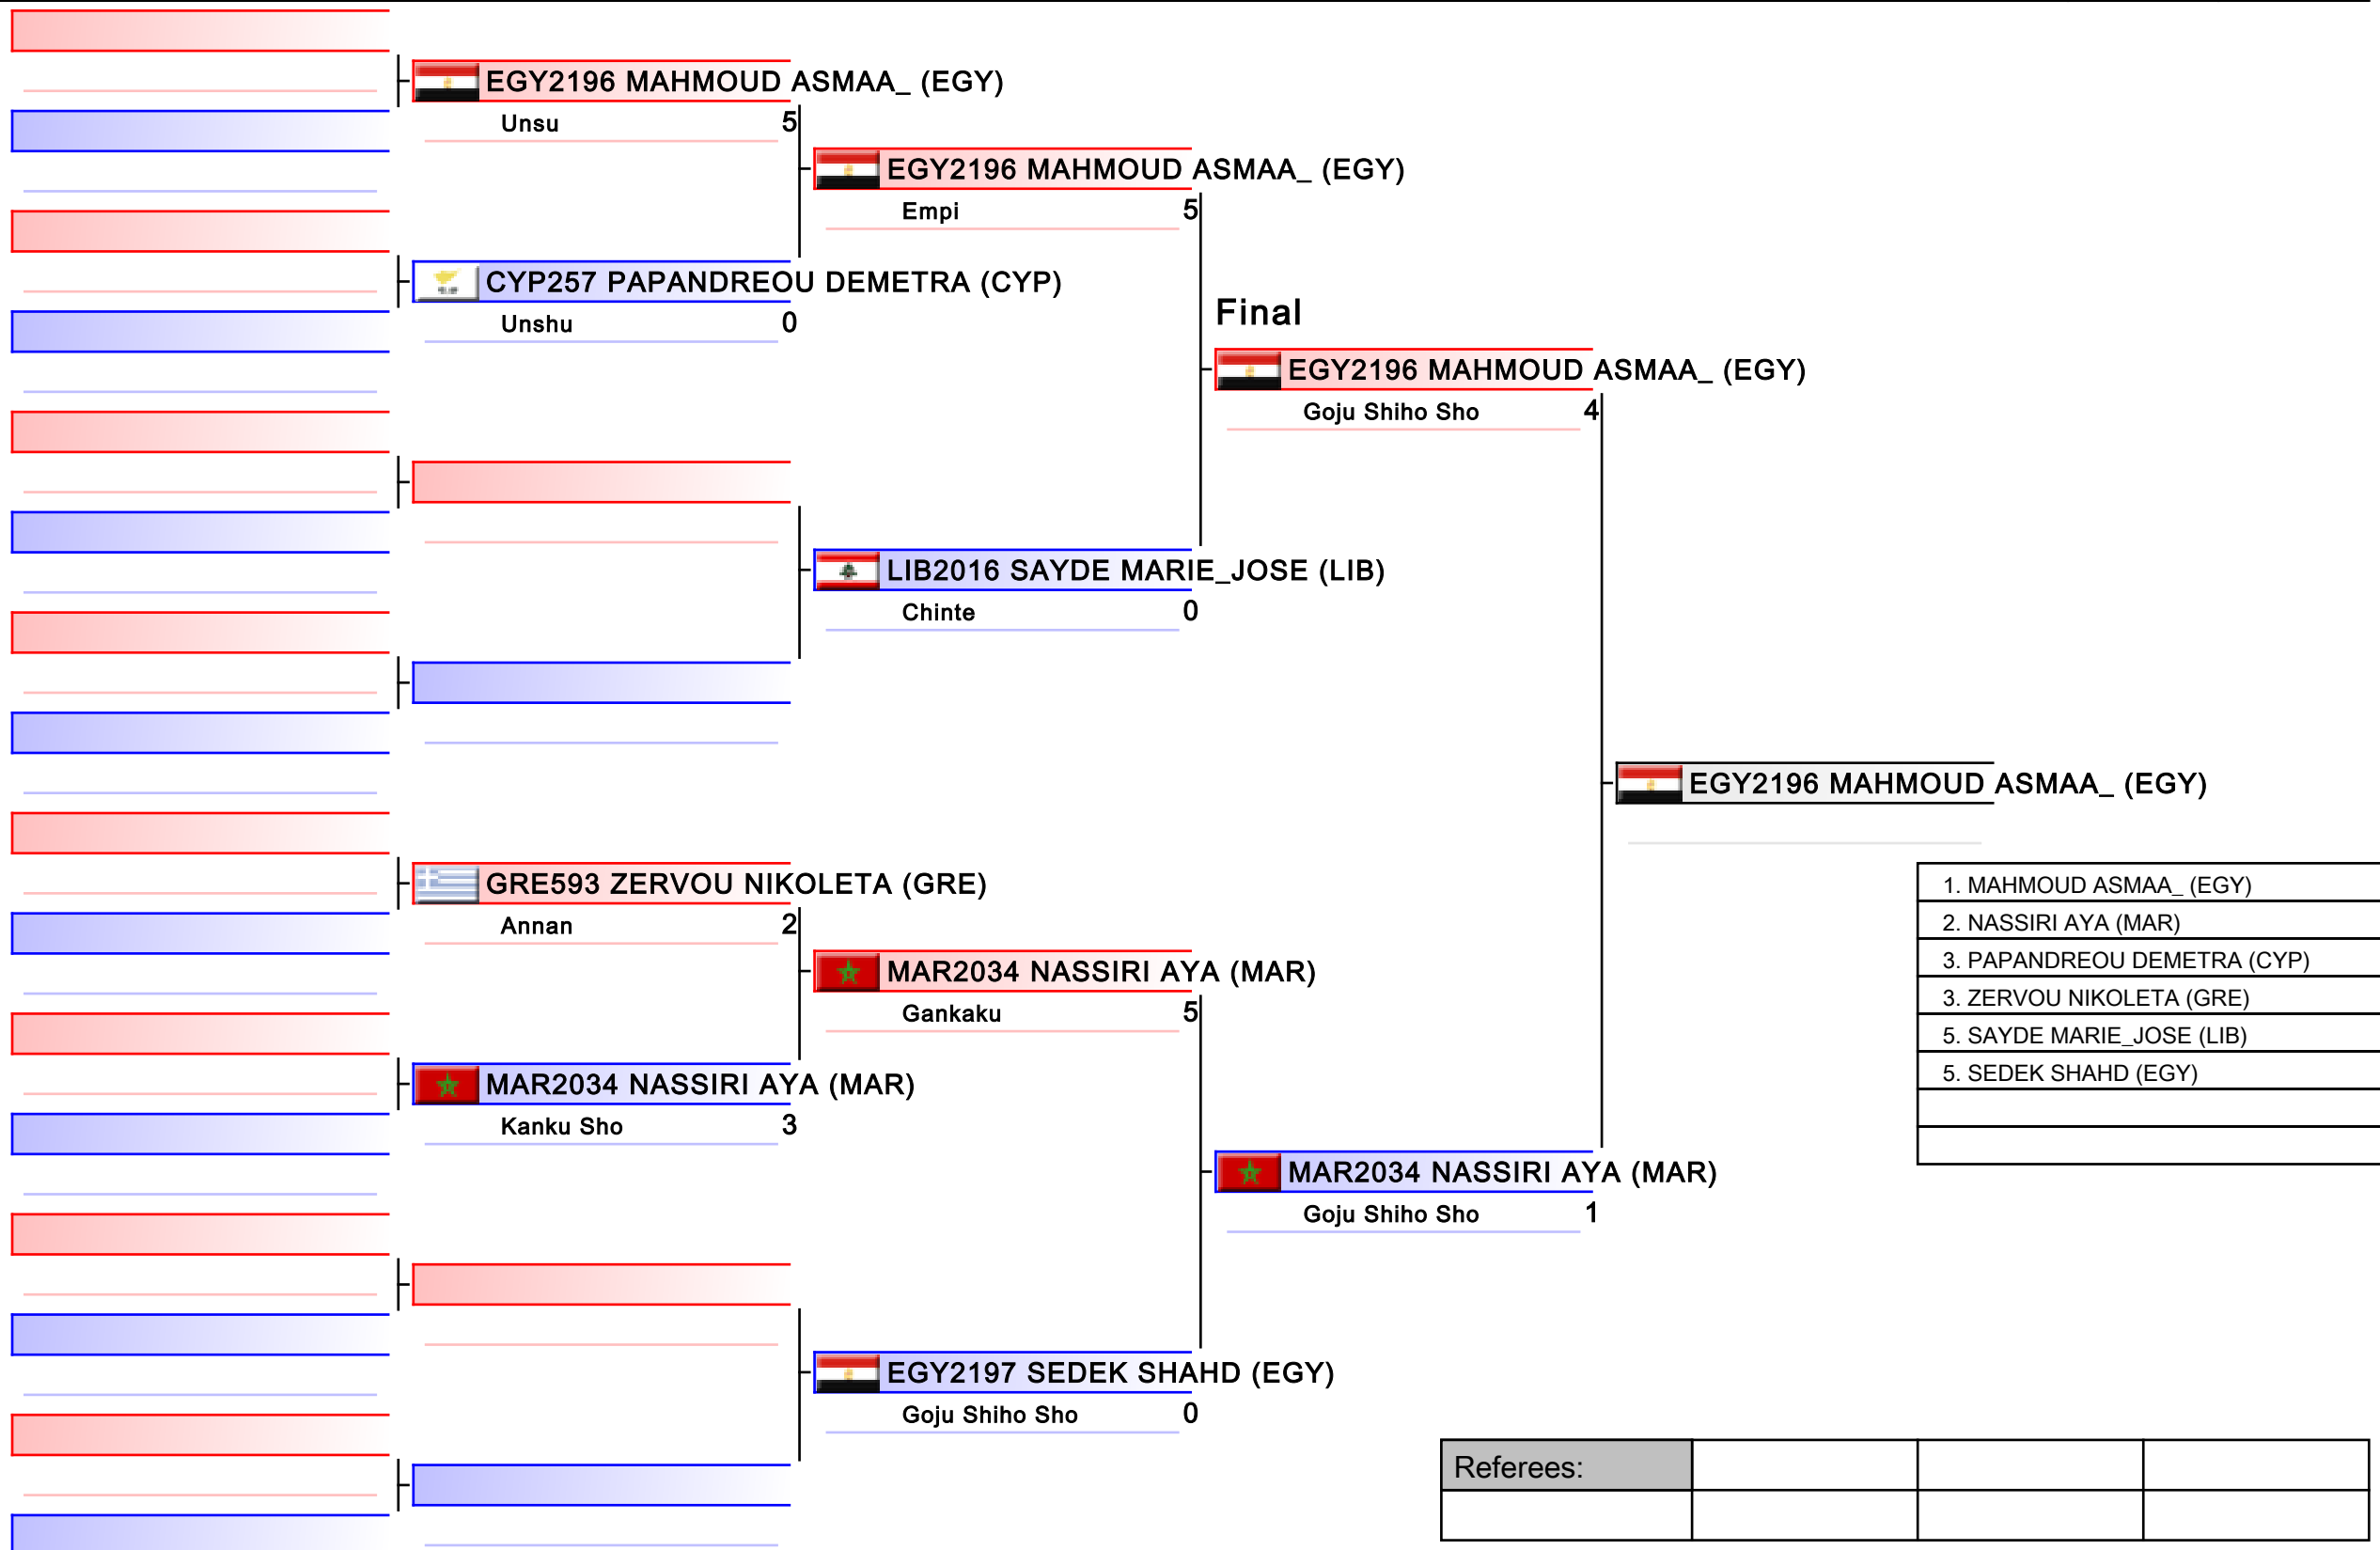 EGY2196 MAHMOUD ASMAA_ (EGY)
Unsu 5
EGY2196 MAHMOUD ASMAA_ (EGY)
Empi 5
CYP257 PAPANDREOU DEMETRA (CYP)
Unshu 0
Final
EGY2196 MAHMOUD ASMAA_ (EGY)
Goju Shiho Sho 4
LIB2016 SAYDE MARIE_JOSE (LIB)
Chinte 0
EGY2196 MAHMOUD ASMAA_ (EGY)
GRE593 ZERVOU NIKOLETA (GRE)
Annan 2
MAR2034 NASSIRI AYA (MAR)
Gankaku 5
MAR2034 NASSIRI AYA (MAR)
Kanku Sho 3
MAR2034 NASSIRI AYA (MAR)
Goju Shiho Sho 1
EGY2197 SEDEK SHAHD (EGY)
Goju Shiho Sho 0
1. MAHMOUD ASMAA_ (EGY)
2. NASSIRI AYA (MAR)
3. PAPANDREOU DEMETRA (CYP)
3. ZERVOU NIKOLETA (GRE)
5. SAYDE MARIE_JOSE (LIB)
5. SEDEK SHAHD (EGY)
Referees: